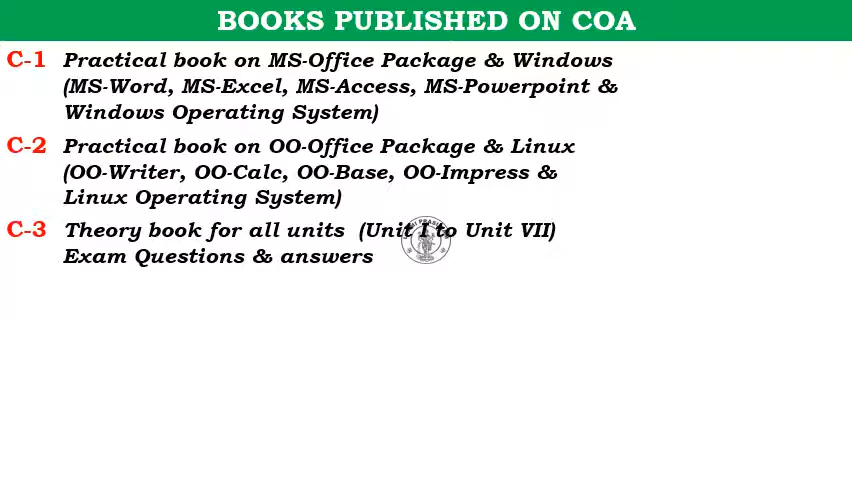 BOOKS PUBLISHED ON COA
C-1 Practical book on MS-Office Package & Windows
(MS-Word, MS-Excel, MS-Access, MS-Powerpoint &
Windows Operating System)
C-2 Practical book on OO-Office Package & Linux
(OO-Writer, OO-Calc, OO-Base, OO-Impress &
Linux Operating System)
C-3 Theory book for all units (Unit I to Unit VII)
Exam Questions & answers